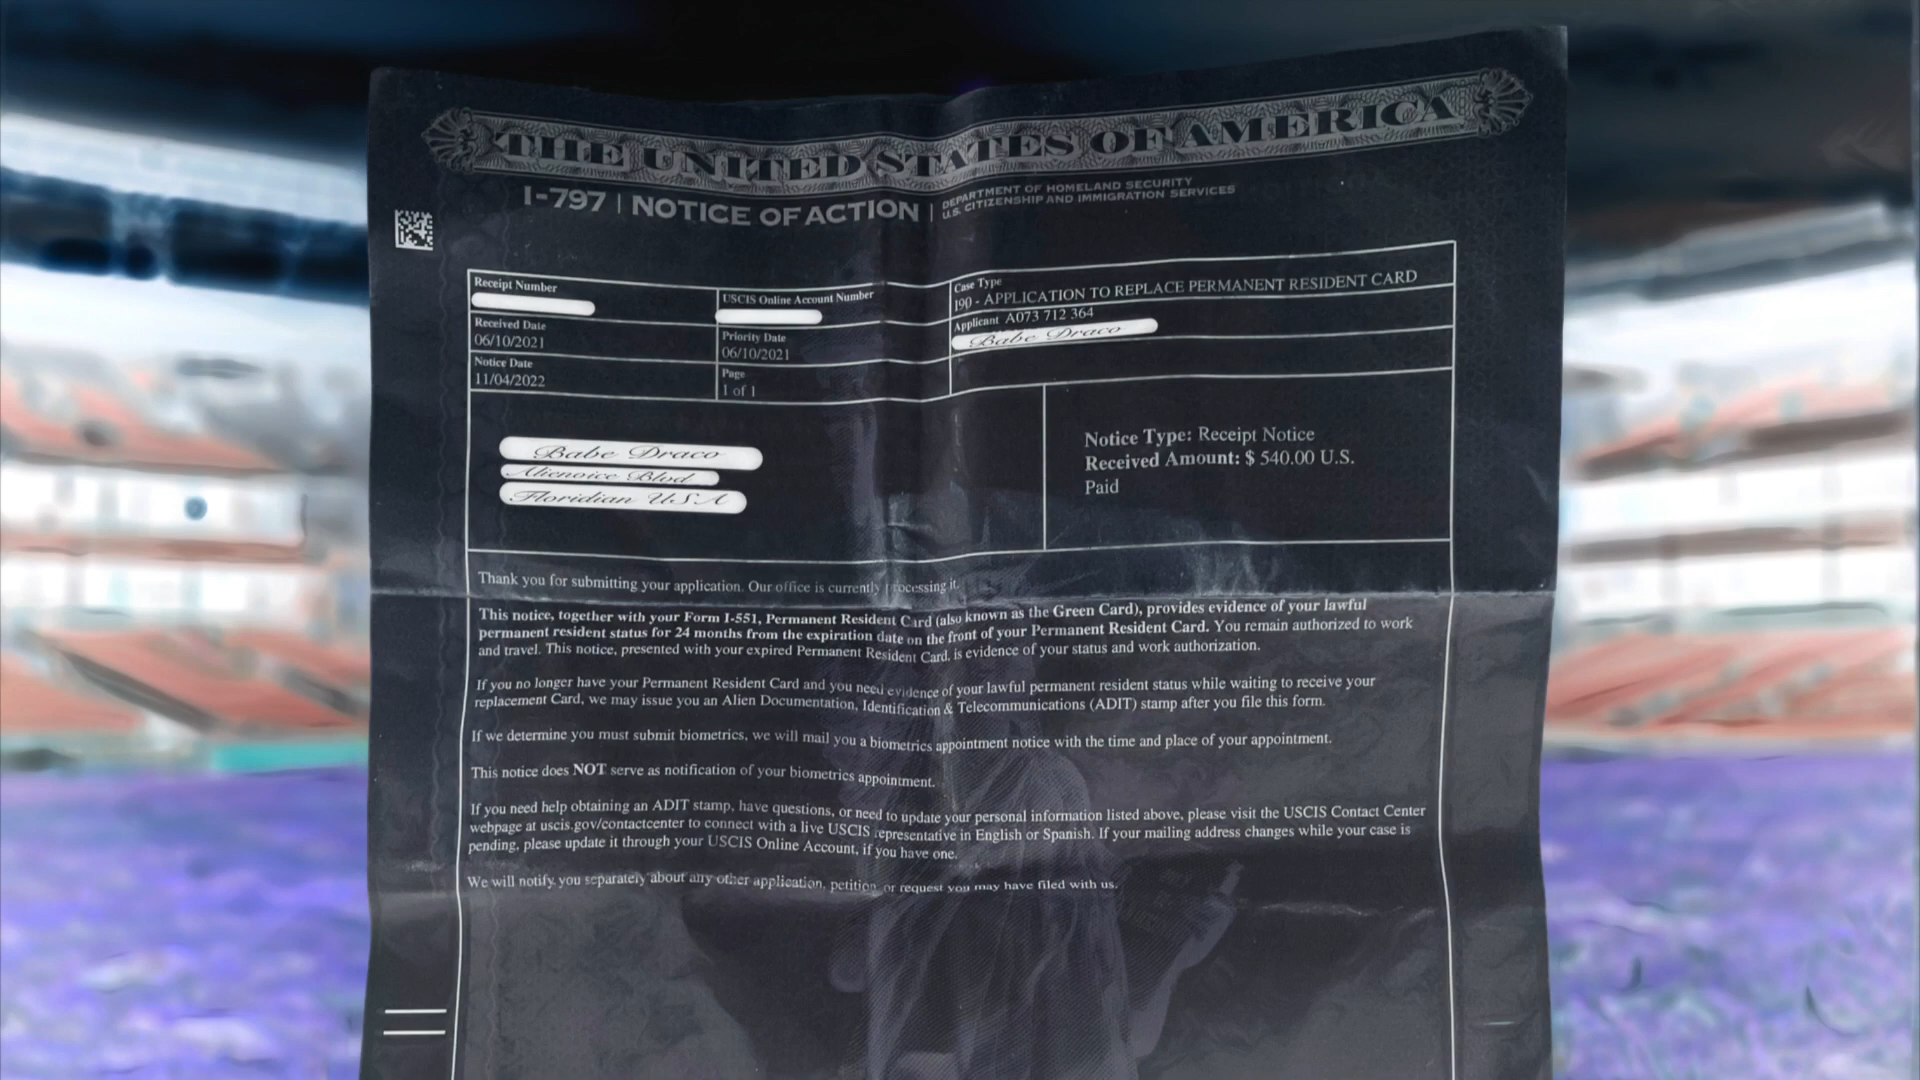 THE UNITED STATES OF AMERICA
I-797 | NOTICE OF ACTION | DEPARTMENT OF HOMELAND SECURITY
U.S. CITIZENSHIP AND IMMIGRATION SERVICES
Receipt Number
USCIS Online Account Number
Case Type
I90 - APPLICATION TO REPLACE PERMANENT RESIDENT CARD
Received Date
06/10/2021
Priority Date
06/10/2021
Applicant A073 712 364
Babe Draco
Notice Date
11/04/2022
Page
1 of 1
Babe Draco
Alienoice Blvd
Floridian USA
Notice Type: Receipt Notice
Received Amount: $ 540.00 U.S.
Paid
Thank you for submitting your application. Our office is currently processing it.
This notice, together with your Form I-551, Permanent Resident Card (also known as the Green Card), provides evidence of your lawful
permanent resident status for 24 months from the expiration date on the front of your Permanent Resident Card. You remain authorized to work
and travel. This notice, presented with your expired Permanent Resident Card, is evidence of your status and work authorization.
If you no longer have your Permanent Resident Card and you need evidence of your lawful permanent resident status while waiting to receive your
replacement Card, we may issue you an Alien Documentation, Identification & Telecommunications (ADIT) stamp after you file this form.
If we determine you must submit biometrics, we will mail you a biometrics appointment notice with the time and place of your appointment.
This notice does NOT serve as notification of your biometrics appointment.
If you need help obtaining an ADIT stamp, have questions, or need to update your personal information listed above, please visit the USCIS Contact Center
webpage at uscis.gov/contactcenter to connect with a live USCIS representative in English or Spanish. If your mailing address changes while your case is
pending, please update it through your USCIS Online Account, if you have one.
We will notify you separately about any other application, petition or request you may have filed with us.